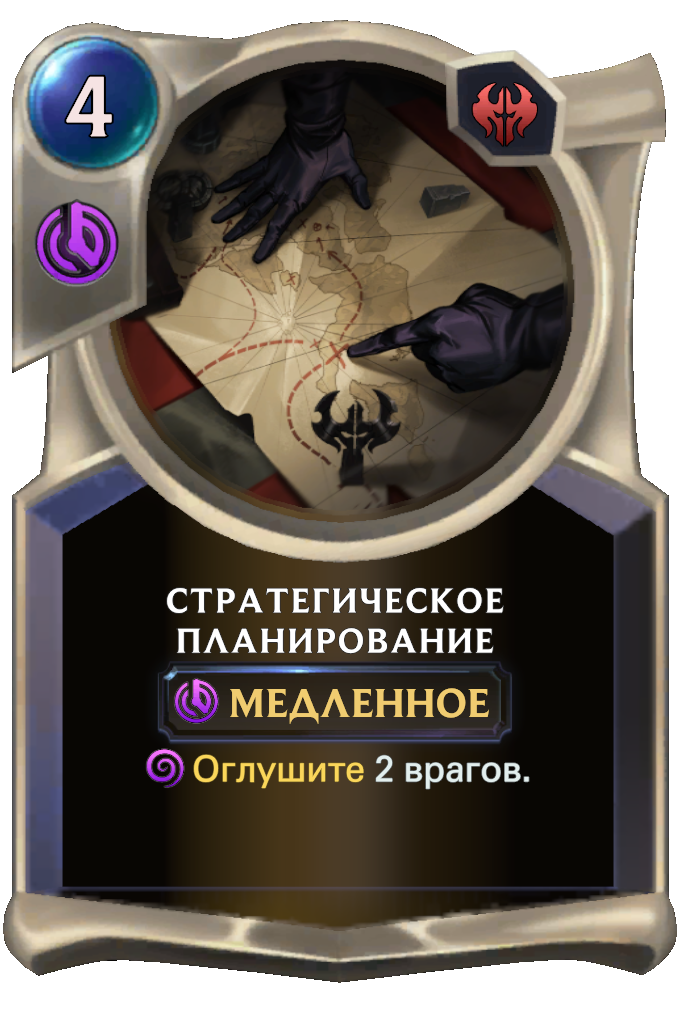 4
СТРАТЕГИЧЕСКОЕ
ПЛАНИРОВАНИЕ
МЕДЛЕННОЕ
Оглушите 2 врагов.